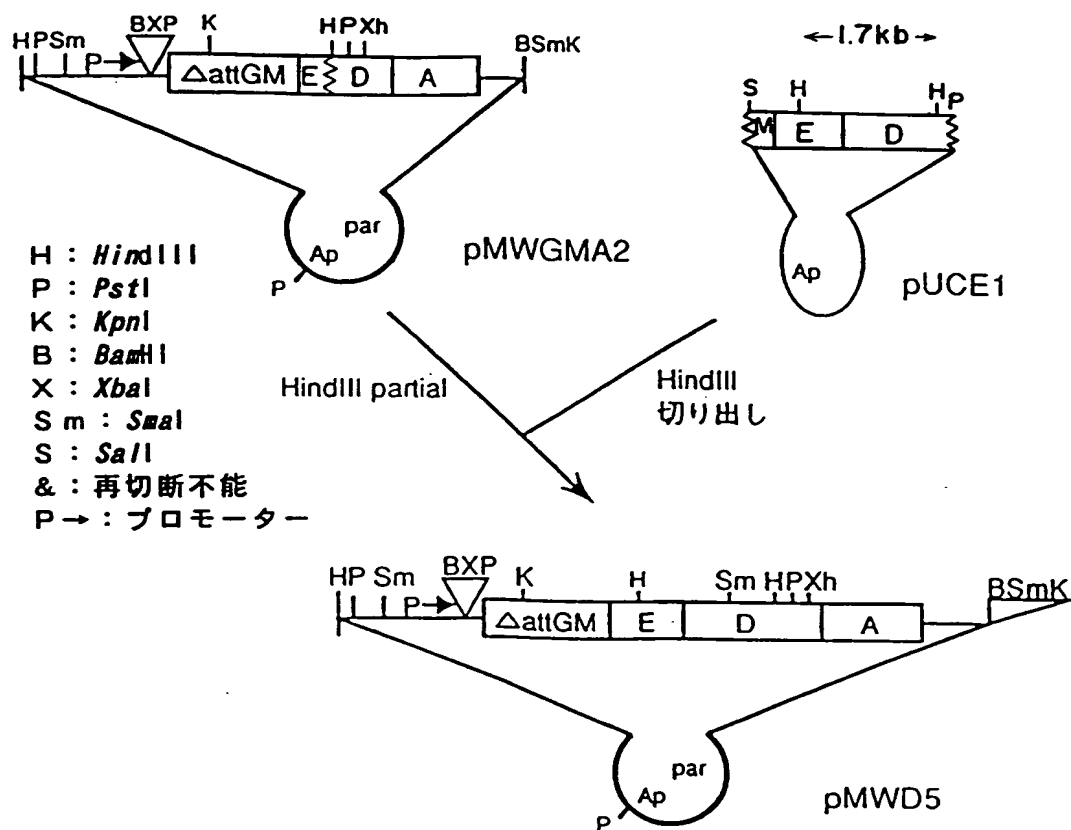 BXP
K
HPXh
HPSm
P→
BSmK
ΔattGM
E
D
A
←1.7kb→
S
H
H
P
M
E
D
par
Ap
P
pMWGMA2
Ap
pUCE1
H : HindIII
P : PstI
K : KpnI
B : BamHI
X : XbaI
Sm : SmaI
S : SalI
& : 再切断不能
P→ : プロモーター
HindIII partial
HindIII
切り出し
HP
Sm
P→
BXP
K
H
Sm
HPXh
BSmK
ΔattGM
E
D
A
par
Ap
P
pMWD5